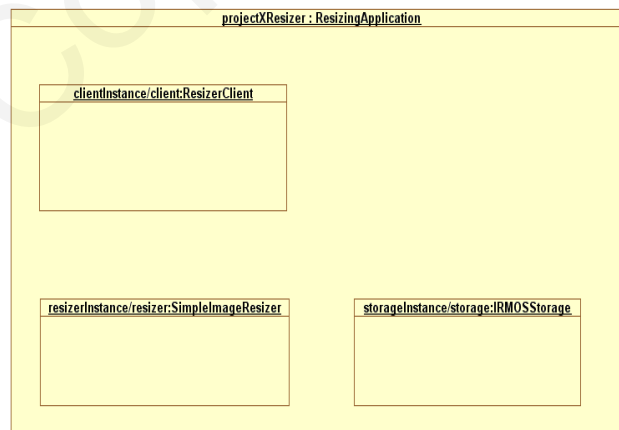 projectXResizer : ResizingApplication
clientInstance/client:ResizerClient
resizerInstance/resizer:SimpleImageResizer
storageInstance/storage:IRMOSStorage